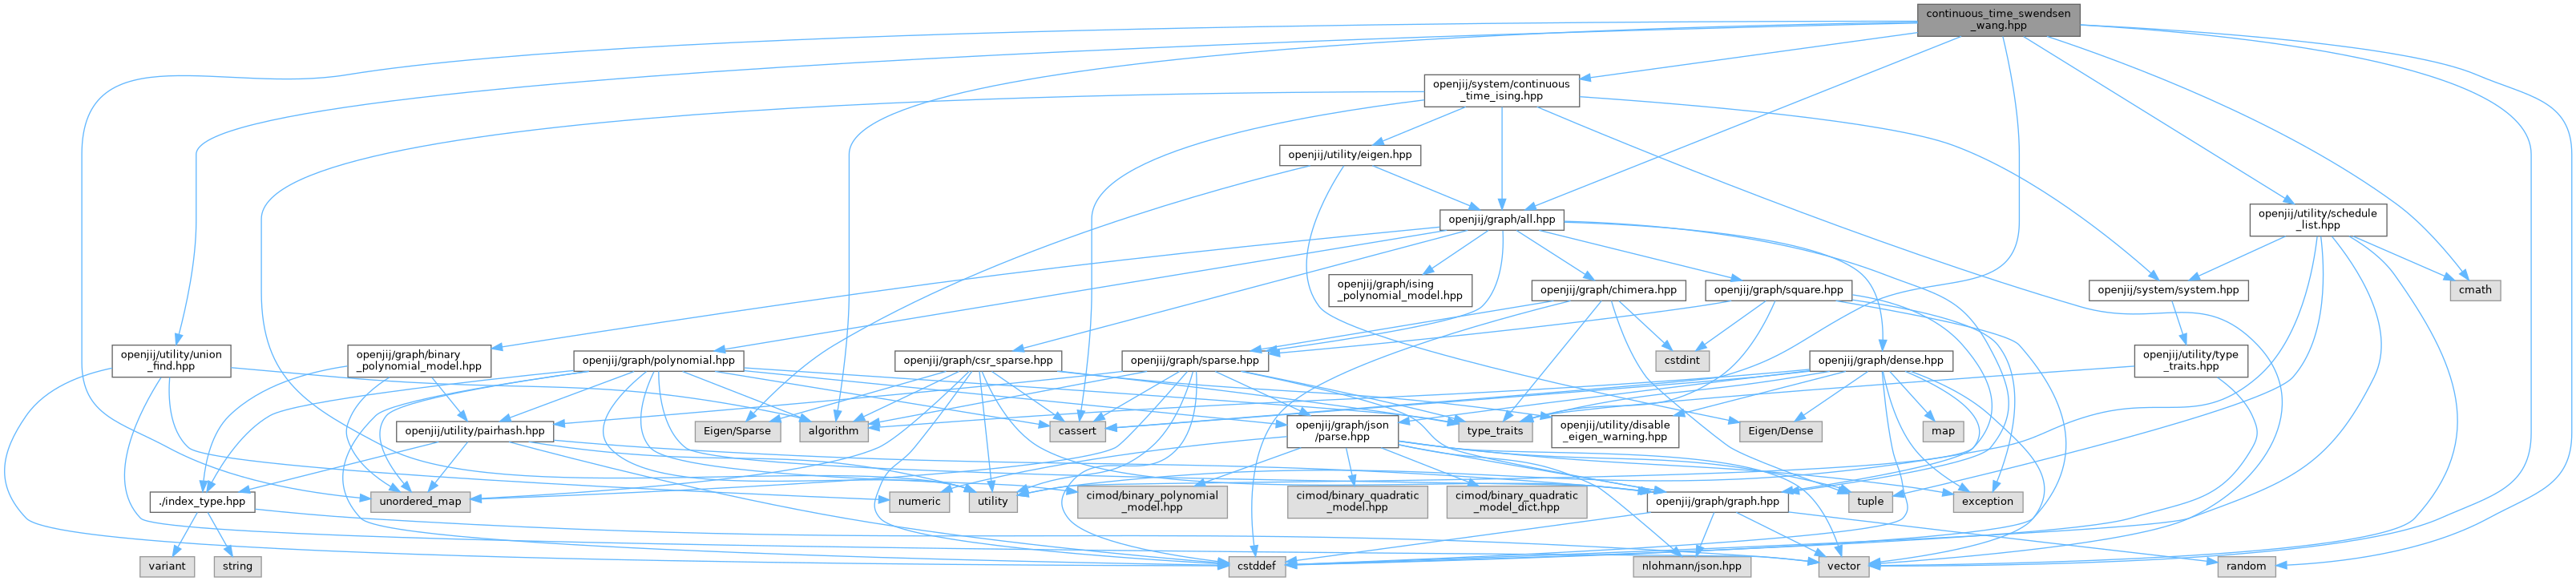 continuous_time_swendsen
_wang.hpp
openjij/system/continuous
_time_ising.hpp
openjij/utility/eigen.hpp
openjij/graph/all.hpp
openjij/utility/schedule
_list.hpp
openjij/graph/ising
_polynomial_model.hpp
openjij/graph/chimera.hpp
openjij/graph/square.hpp
openjij/system/system.hpp
cmath
openjij/utility/union
_find.hpp
openjij/graph/binary
_polynomial_model.hpp
openjij/graph/polynomial.hpp
openjij/graph/csr_sparse.hpp
openjij/graph/sparse.hpp
cstdint
openjij/graph/dense.hpp
openjij/utility/type
_traits.hpp
openjij/utility/pairhash.hpp
Eigen/Sparse
algorithm
cassert
openjij/graph/json
/parse.hpp
type_traits
openjij/utility/disable
_eigen_warning.hpp
Eigen/Dense
map
./index_type.hpp
unordered_map
numeric
utility
cimod/binary_polynomial
_model.hpp
cimod/binary_quadratic
_model.hpp
cimod/binary_quadratic
_model_dict.hpp
openjij/graph/graph.hpp
tuple
exception
variant
string
cstddef
nlohmann/json.hpp
vector
random